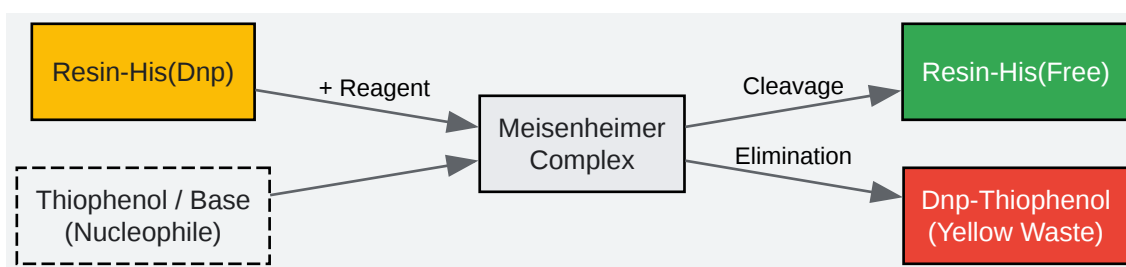 Resin-His(Dnp)
+ Reagent
Thiophenol / Base
(Nucleophile)
Meisenheimer
Complex
Cleavage
Elimination
Resin-His(Free)
Dnp-Thiophenol
(Yellow Waste)